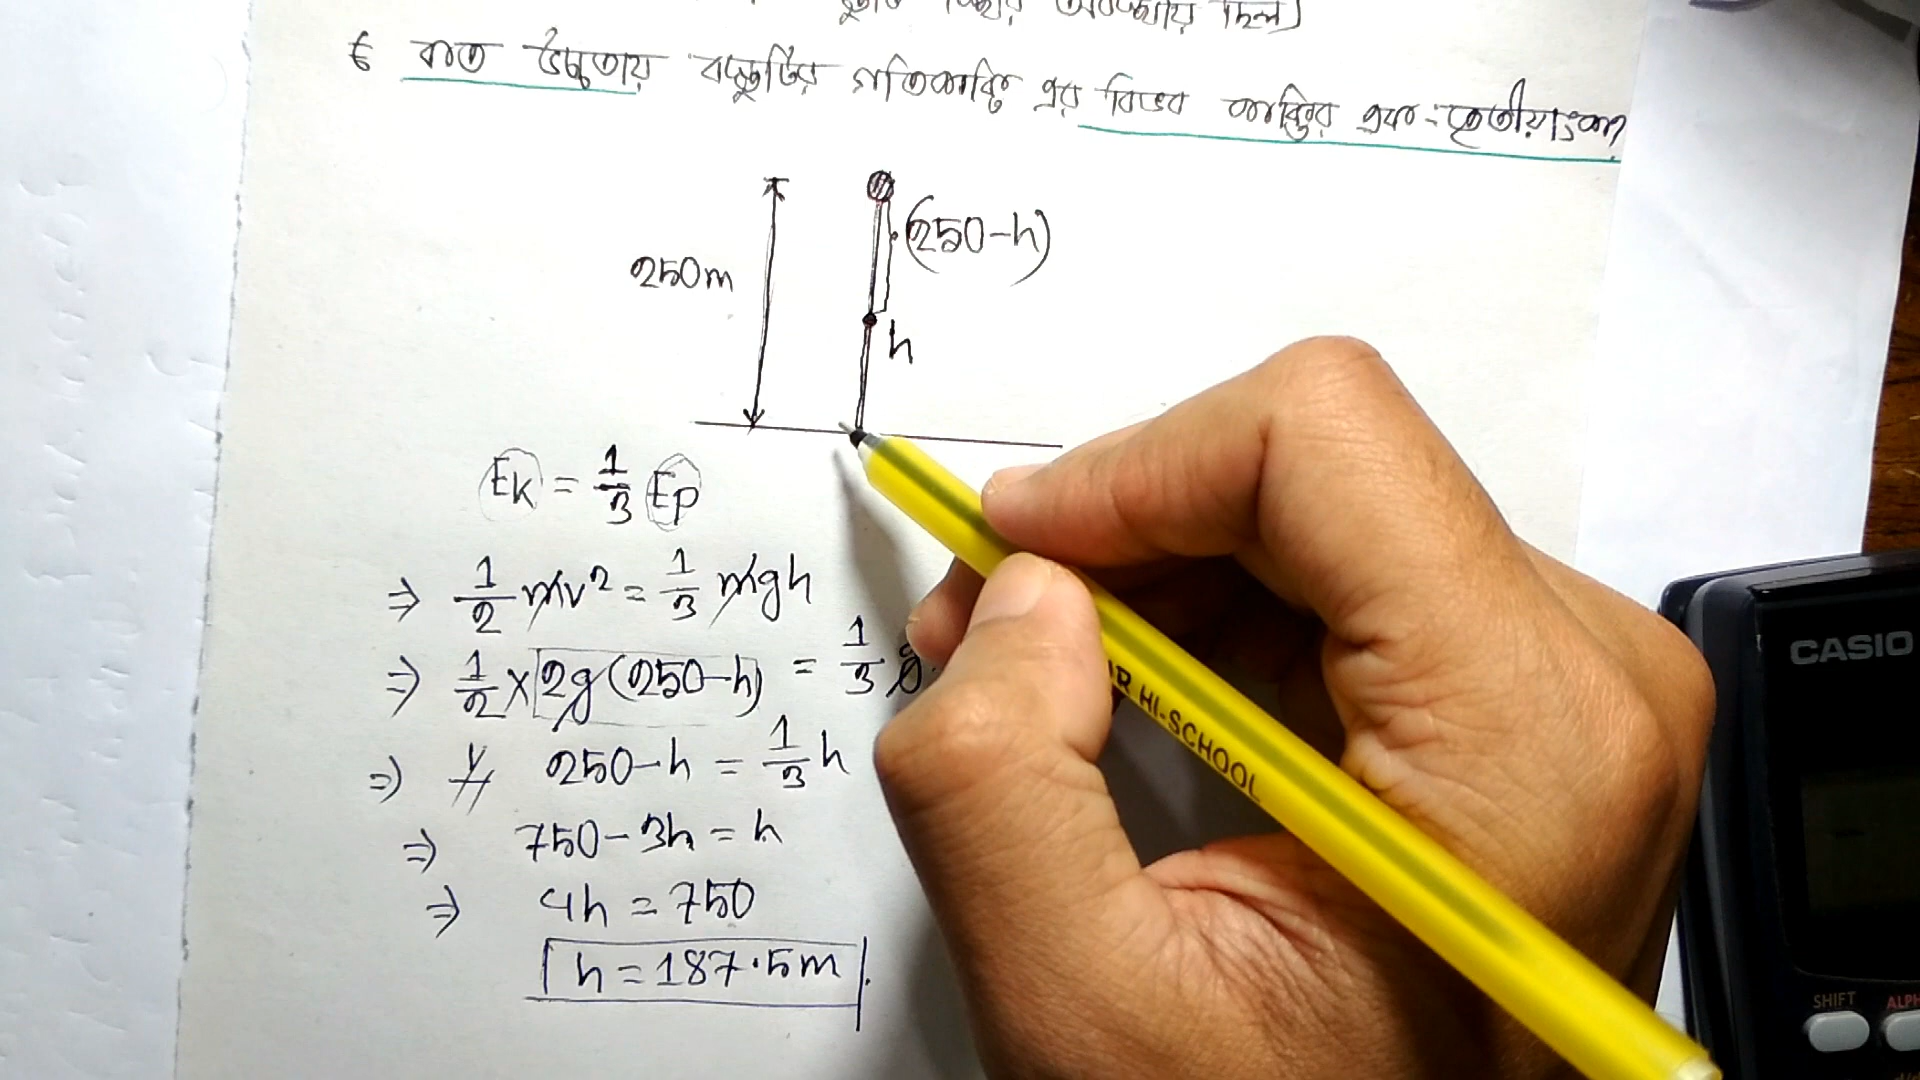 স্থির অবস্থায় ছিল)
কত উচ্চতায় বস্তুটির গতিশক্তি এর বিভব শক্তির এক-তৃতীয়াংশ
250m
(250-h)
h
Ek = 1/3 Ep
⇒ 1/2 mv² = 1/3 mgh
⇒ 1/2 × 2g(250-h) = 1/3 g
⇒ 250-h = 1/3 h
⇒ 750-3h = h
⇒ 4h = 750
h = 187.5m
R HI-SCHOOL
CASIO
SHIFT
ALPH